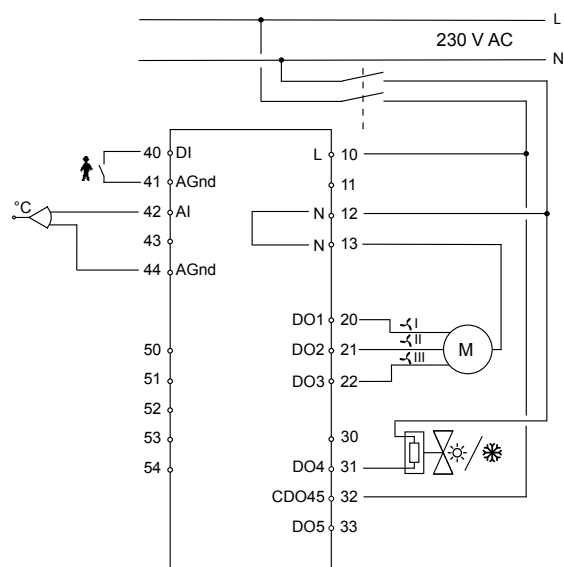 L
230 V AC
N
40 DI
L 10
41 AGnd
11
°C
42 AI
N 12
43
N 13
44 AGnd
DO1 20
I
II
M
50
DO2 21
III
51
DO3 22
52
53
30
54
DO4 31
CDO45 32
DO5 33